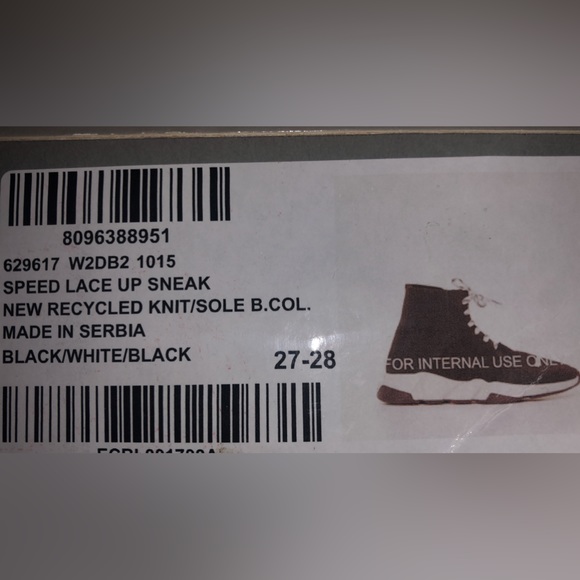 8096388951
629617 W2DB2 1015
SPEED LACE UP SNEAK
NEW RECYCLED KNIT/SOLE B.COL.
MADE IN SERBIA
BLACK/WHITE/BLACK 27-28
FOR INTERNAL USE ONLY